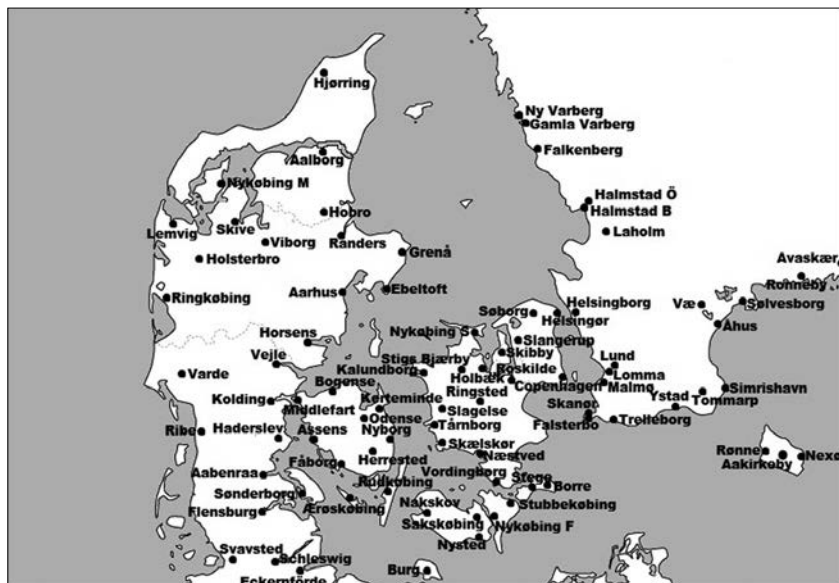 Hjørring
Ny Varberg
Gamla Varberg
Falkenberg
Aalborg
Nykøbing M
Halmstad Ö
Halmstad B
Hobro
Lemvig
Skive
Laholm
Viborg
Randers
Grenå
Holsterbro
Avaskær
Ronneby
Ringkøbing
Aarhus
Ebeltoft
Søborg
Helsingborg
Væ
Sølvesborg
Helsingør
Åhus
Horsens
Nykøbing S
Slangerup
Vejle
Stigs Bjærby
Skibby
Lund
Kalundborg
Roskilde
Lomma
Varde
Holbæk
Copenhagen
Malmø
Bogense
Ringsted
Simrishavn
Kolding
Kerteminde
Ystad
Tommarp
Middelfart
Slagelse
Skanør
Odense
Falsterbo
Trelleborg
Ribe
Haderslev
Assens
Nyborg
Tårnborg
Skælskør
Herrested
Næstved
Rønne
Nexø
Aakirkeby
Fåborg
Aabenraa
Vordingborg
Stege
Borre
Rudkøbing
Sønderborg
Ærøskøbing
Nakskov
Stubbekøbing
Flensburg
Sakskøbing
Nykøbing F
Nysted
Svavsted
Schleswig
Burg
Eckernförde